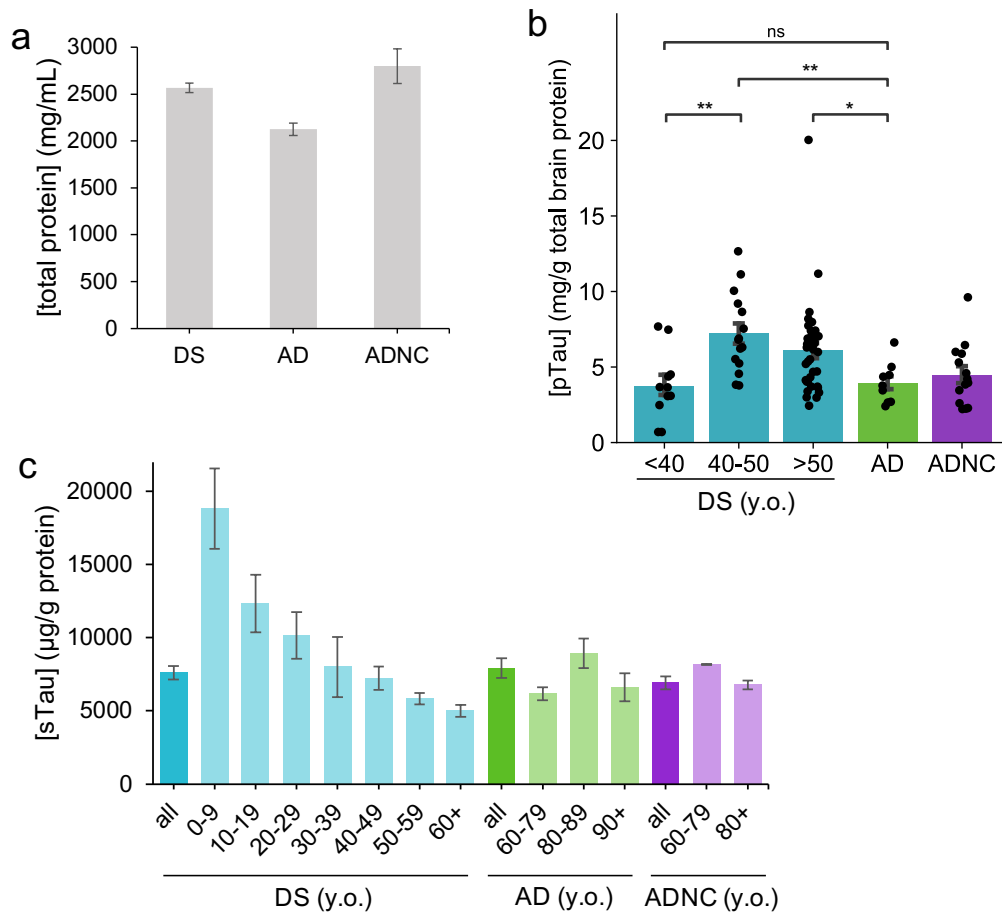 a
[total protein] (mg/mL)
3000
2500
2000
1500
1000
500
0
DS AD ADNC
b
[pTau] (mg/g total brain protein)
ns
**
** *
20
15
10
5
0
<40 40-50 >50 AD ADNC
DS (y.o.)
c
[sTau] (µg/g protein)
20000
15000
10000
5000
0
all 0-9 10-19 20-29 30-39 40-49 50-59 60+ all 60-79 80-89 90+ all 60-79 80+
DS (y.o.) AD (y.o.) ADNC (y.o.)